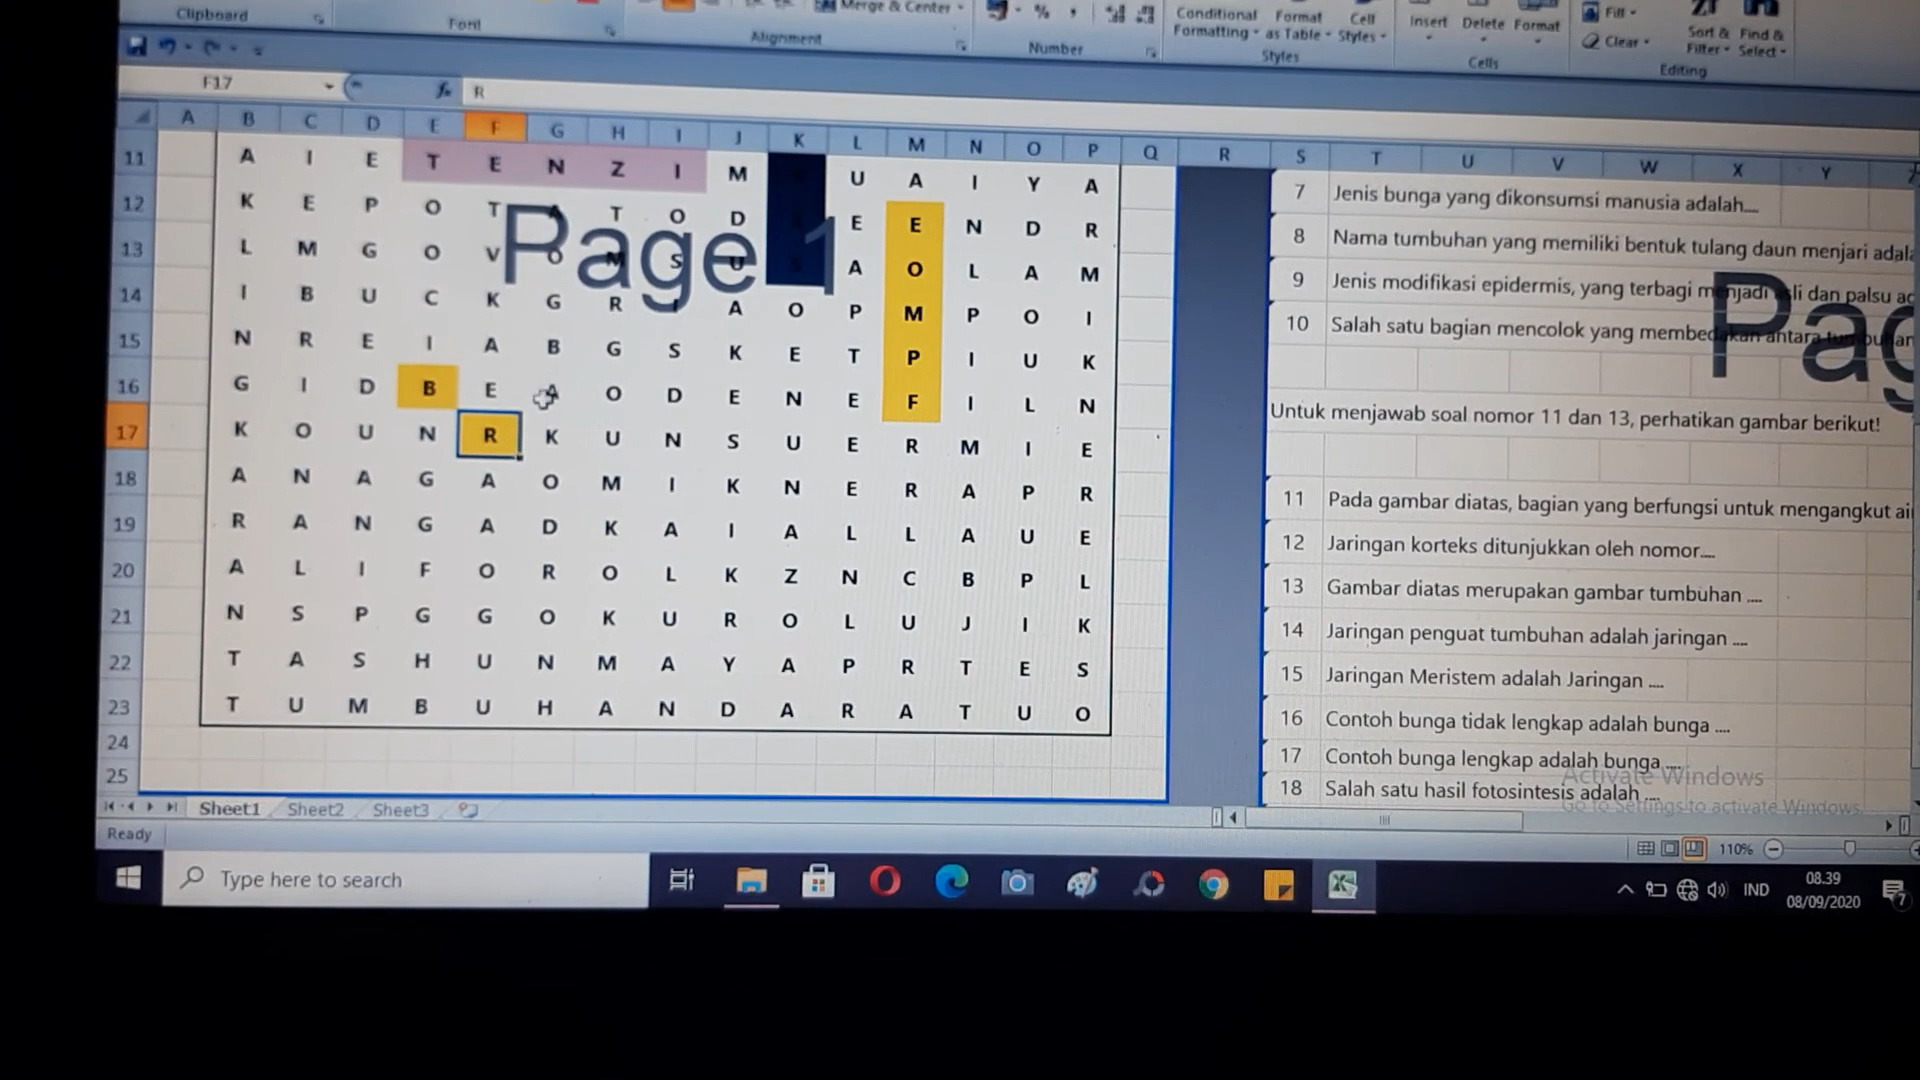 Clipboard
Font
Merge & Center
Alignment
%
Number
Conditional Formatting
Format as Table
Cell Styles
Styles
Insert
Delete
Format
Cells
Fill
Clear
Sort & Filter
Find & Select
Editing
F17
R
A B C D E F G H I J K L M N O P Q R S T U V W X Y
11 A I E T E N Z I M U A I Y A
12 K E P O T A T O D E E N D R
13 L M G O V O M S U A O L A M
14 I B U C K G R I A O P M P O I
15 N R E I A B G S K E T P I U K
16 G I D B E A O D E N E F I L N
17 K O U N R K U N S U E R M I E
18 A N A G A O M I K N E R A P R
19 R A N G A D K A I A L L A U E
20 A L I F O R O L K Z N C B P L
21 N S P G G O K U R O L U J I K
22 T A S H U N M A Y A P R T E S
23 T U M B U H A N D A R A T U O
24
25
Page 1
7 Jenis bunga yang dikonsumsi manusia adalah....
8 Nama tumbuhan yang memiliki bentuk tulang daun menjari
9 Jenis modifikasi epidermis, yang terbagi menjadi asli dan palsu
10 Salah satu bagian mencolok yang membedakan antara
Untuk menjawab soal nomor 11 dan 13, perhatikan gambar berikut!
11 Pada gambar diatas, bagian yang berfungsi untuk mengangkut
12 Jaringan korteks ditunjukkan oleh nomor....
13 Gambar diatas merupakan gambar tumbuhan ....
14 Jaringan penguat tumbuhan adalah jaringan ....
15 Jaringan Meristem adalah Jaringan ....
16 Contoh bunga tidak lengkap adalah bunga ....
17 Contoh bunga lengkap adalah bunga ....
18 Salah satu hasil fotosintesis adalah ....
Activate Windows
Go to Settings to activate Windows.
Sheet1 Sheet2 Sheet3
Ready
110%
Type here to search
IND
08.39
08/09/2020
7